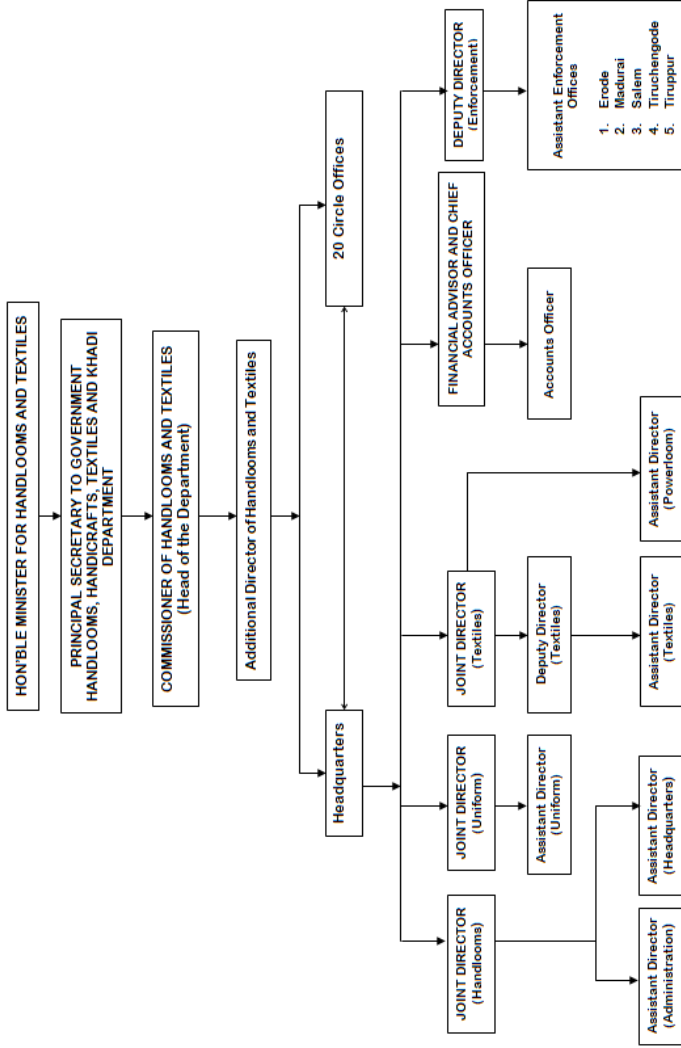 HON'BLE MINISTER FOR HANDLOOMS AND TEXTILES
PRINCIPAL SECRETARY TO GOVERNMENT
HANDLOOMS, HANDICRAFTS, TEXTILES AND KHADI
DEPARTMENT
COMMISSIONER OF HANDLOOMS AND TEXTILES
(Head of the Department)
Additional Director of Handlooms and Textiles
Headquarters
20 Circle Offices
JOINT DIRECTOR
(Handlooms)
JOINT DIRECTOR
(Uniform)
JOINT DIRECTOR
(Textiles)
FINANCIAL ADVISOR AND CHIEF
ACCOUNTS OFFICER
DEPUTY DIRECTOR
(Enforcement)
Assistant Director
(Uniform)
Deputy Director
(Textiles)
Accounts Officer
Assistant Enforcement
Offices
1. Erode
2. Madurai
3. Salem
4. Tiruchengode
5. Tiruppur
Assistant Director
(Administration)
Assistant Director
(Headquarters)
Assistant Director
(Textiles)
Assistant Director
(Powerloom)